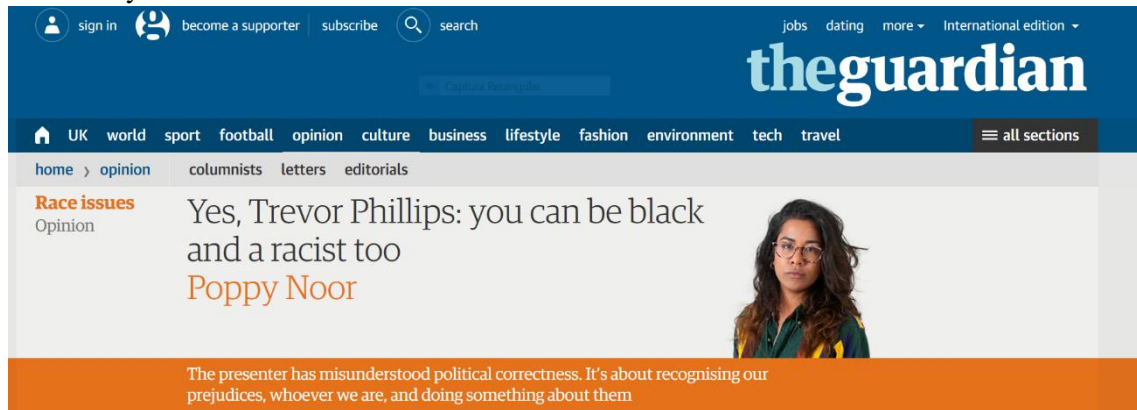 sign in become a supporter subscribe search jobs dating more International edition
Captura Retangular
theguardian
UK world sport football opinion culture business lifestyle fashion environment tech travel all sections
home › opinion columnists letters editorials
Race issues
Opinion
Yes, Trevor Phillips: you can be black
and a racist too
Poppy Noor
The presenter has misunderstood political correctness. It's about recognising our
prejudices, whoever we are, and doing something about them